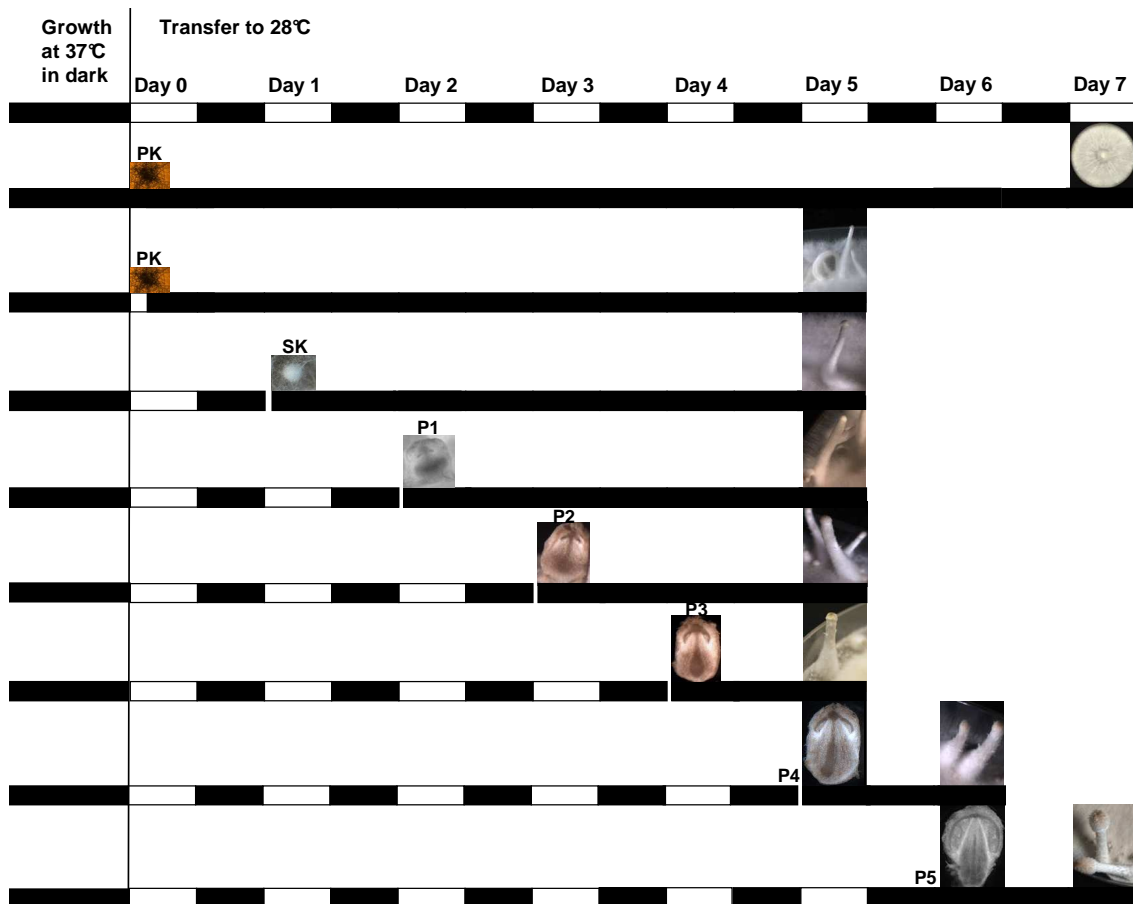 Growth
at 37°C
in dark
Transfer to 28°C
Day 0 Day 1 Day 2 Day 3 Day 4 Day 5 Day 6 Day 7
PK
PK
SK
P1
P2
P3
P4
P5